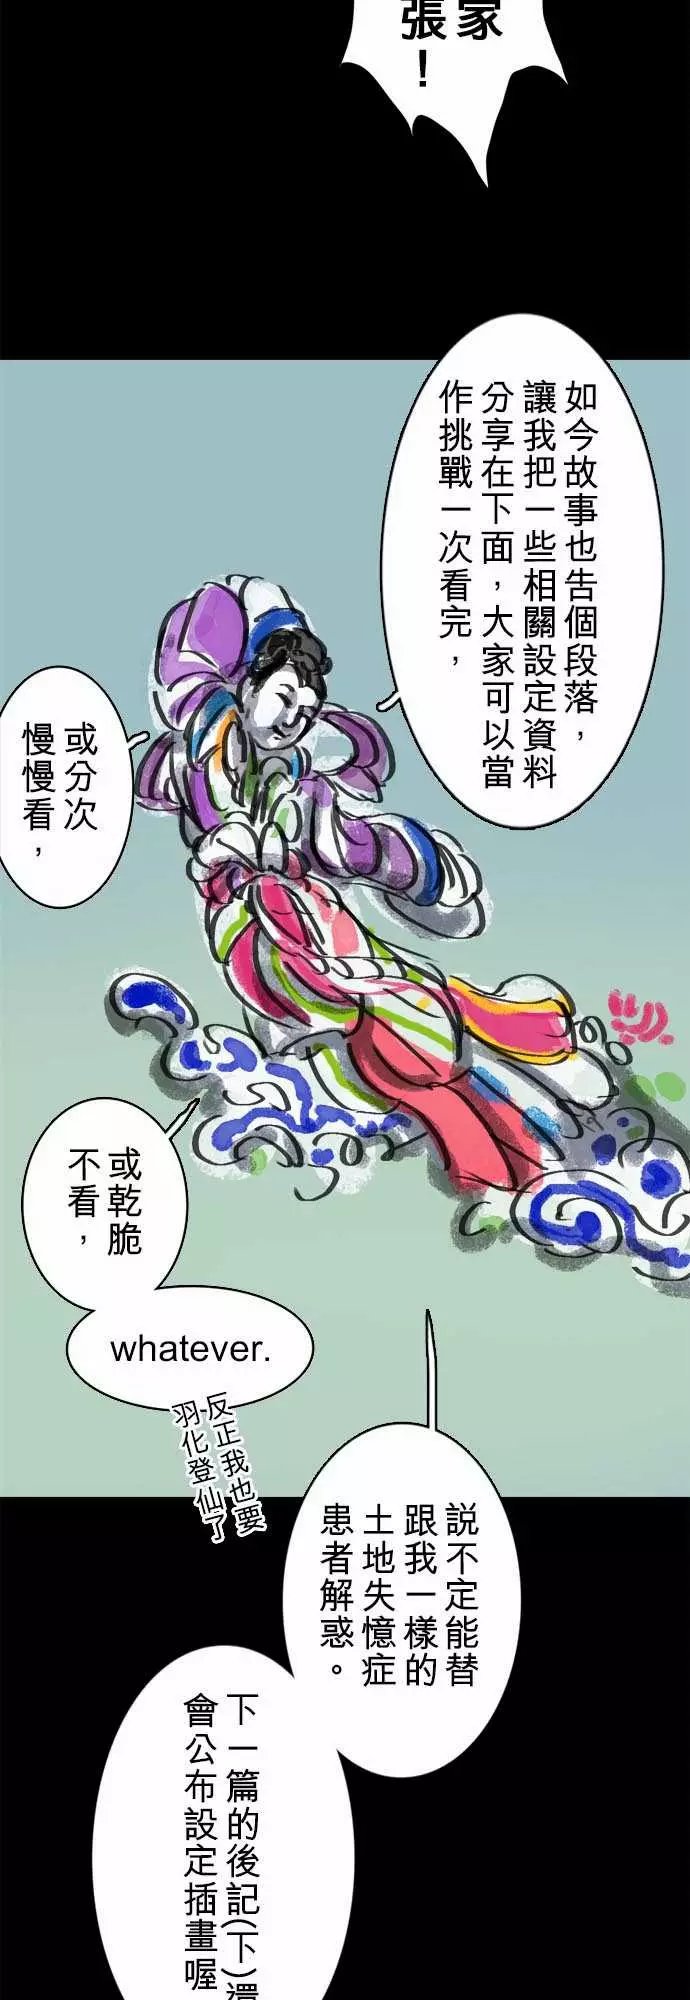 家
張！
如今故事也告個段落，
讓我把一些相關設定資料
分享在下面，大家可以當
作挑戰一次看完，
或分次
慢慢看，
或乾脆
不看，
whatever.
反正我也要
羽化登仙了
說不定能替
跟我一樣的
土地失憶症
患者解惑。
下一篇的後記(下)還
會公布設定插畫喔